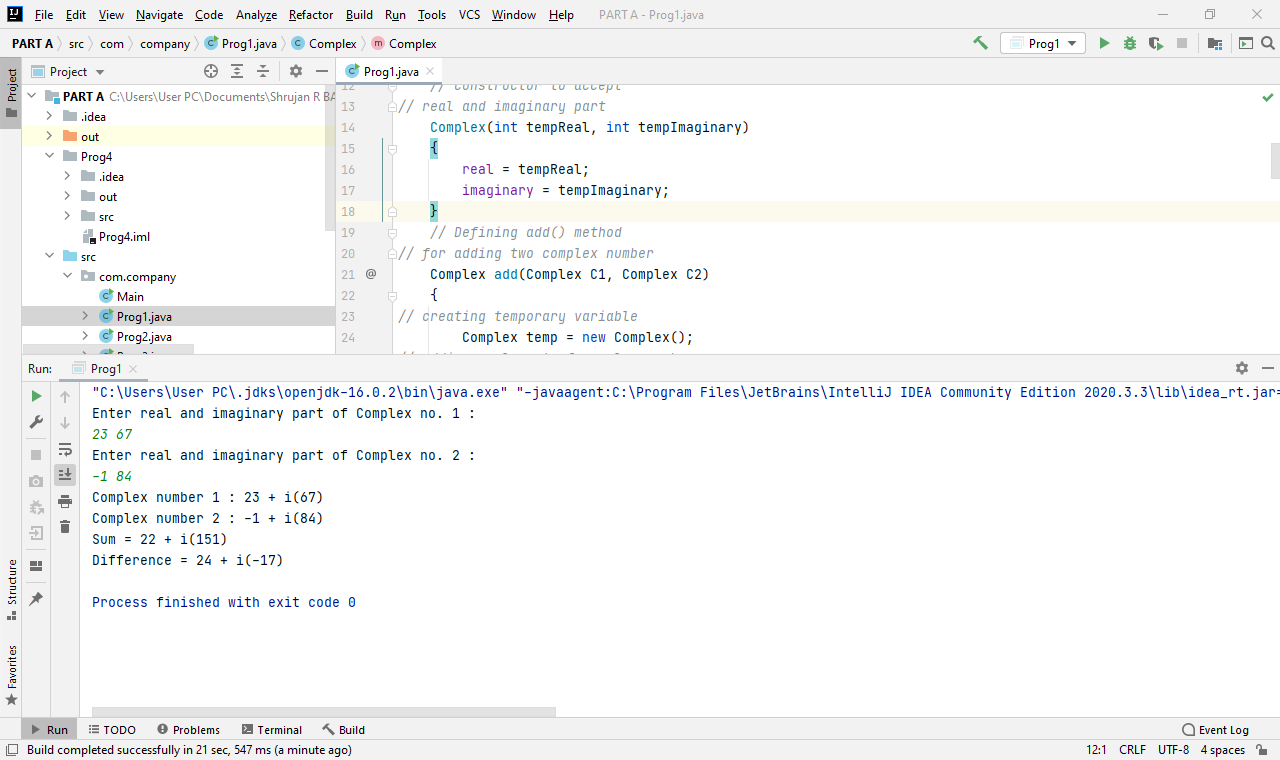 File Edit View Navigate Code Analyze Refactor Build Run Tools VCS Window Help PART A - Prog1.java
PART A src com company Prog1.java Complex Complex Prog1
Project
Project
Prog1.java
PART A C:\Users\User PC\Documents\Shrujan R BA
.idea
out
Prog4
.idea
out
src
Prog4.iml
src
com.company
Main
Prog1.java
Prog2.java
12 // constructor to accept
13 // real and imaginary part
14 Complex(int tempReal, int tempImaginary)
15 {
16 real = tempReal;
17 imaginary = tempImaginary;
18 }
19 // Defining add() method
20 // for adding two complex number
21 @ Complex add(Complex C1, Complex C2)
22 {
23 // creating temporary variable
24 Complex temp = new Complex();
Run: Prog1
"C:\Users\User PC\.jdks\openjdk-16.0.2\bin\java.exe" "-javaagent:C:\Program Files\JetBrains\IntelliJ IDEA Community Edition 2020.3.3\lib\idea_rt.jar=
Enter real and imaginary part of Complex no. 1 :
23 67
Enter real and imaginary part of Complex no. 2 :
-1 84
Complex number 1 : 23 + i(67)
Complex number 2 : -1 + i(84)
Sum = 22 + i(151)
Difference = 24 + i(-17)
Process finished with exit code 0
Structure
Favorites
Run TODO Problems Terminal Build Event Log
Build completed successfully in 21 sec, 547 ms (a minute ago) 12:1 CRLF UTF-8 4 spaces